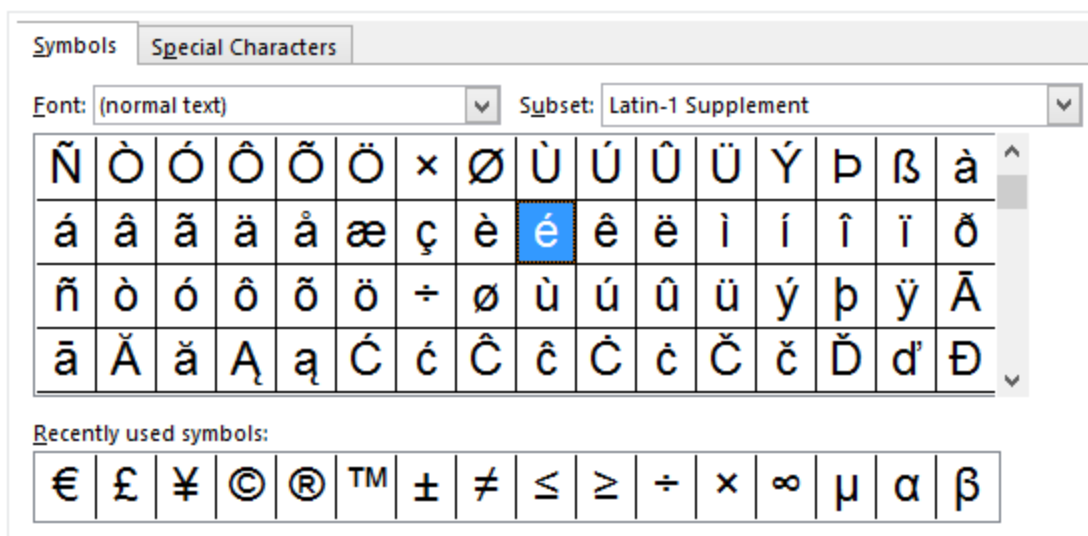 Symbols Special Characters
Font: (normal text) Subset: Latin-1 Supplement
Ñ Ò Ó Ô Õ Ö × Ø Ù Ú Û Ü Ý Þ ß à
á â ã ä å æ ç è é ê ë ì í î ï ð
ñ ò ó ô õ ö ÷ ø ù ú û ü ý þ ÿ Ā
ā Ă ă Ą ą Ć ć Ĉ ĉ Ċ ċ Č č Ď ď Đ
Recently used symbols:
€ £ ¥ © ® ™ ± ≠ ≤ ≥ ÷ × ∞ µ α β